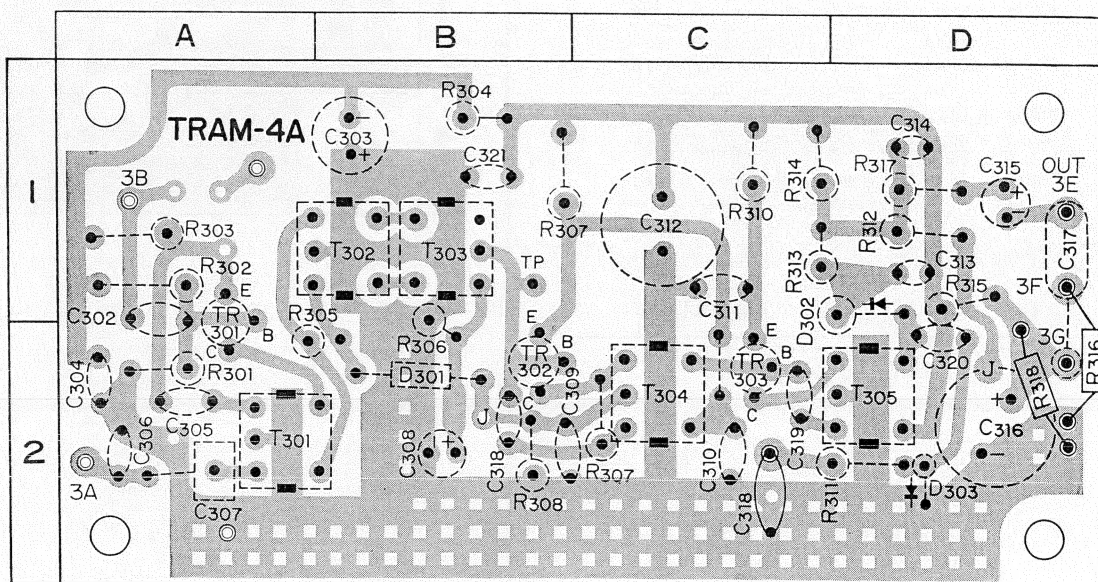 A B C D
1
2
TRAM-4A
R304
C303
-
+
C321
3B
R303
T302
T303
R302
E
C302
TR
301
B
C
R305
R301
C304
C305
C306
T301
3A
C307
R307
TP
E
R306
TR
302
B
D301
J
C
C309
C308
+
C318
R308
+
R307
C312
R310
R314
C311
E
TR
303
B
C
T304
C310
C319
C318
R313
D302
R311
C314
R317
C315
+
-
OUT
3E
R312
C317
C313
R315
3F
3G
C320
J
R318
R316
T305
+
C316
-
D303